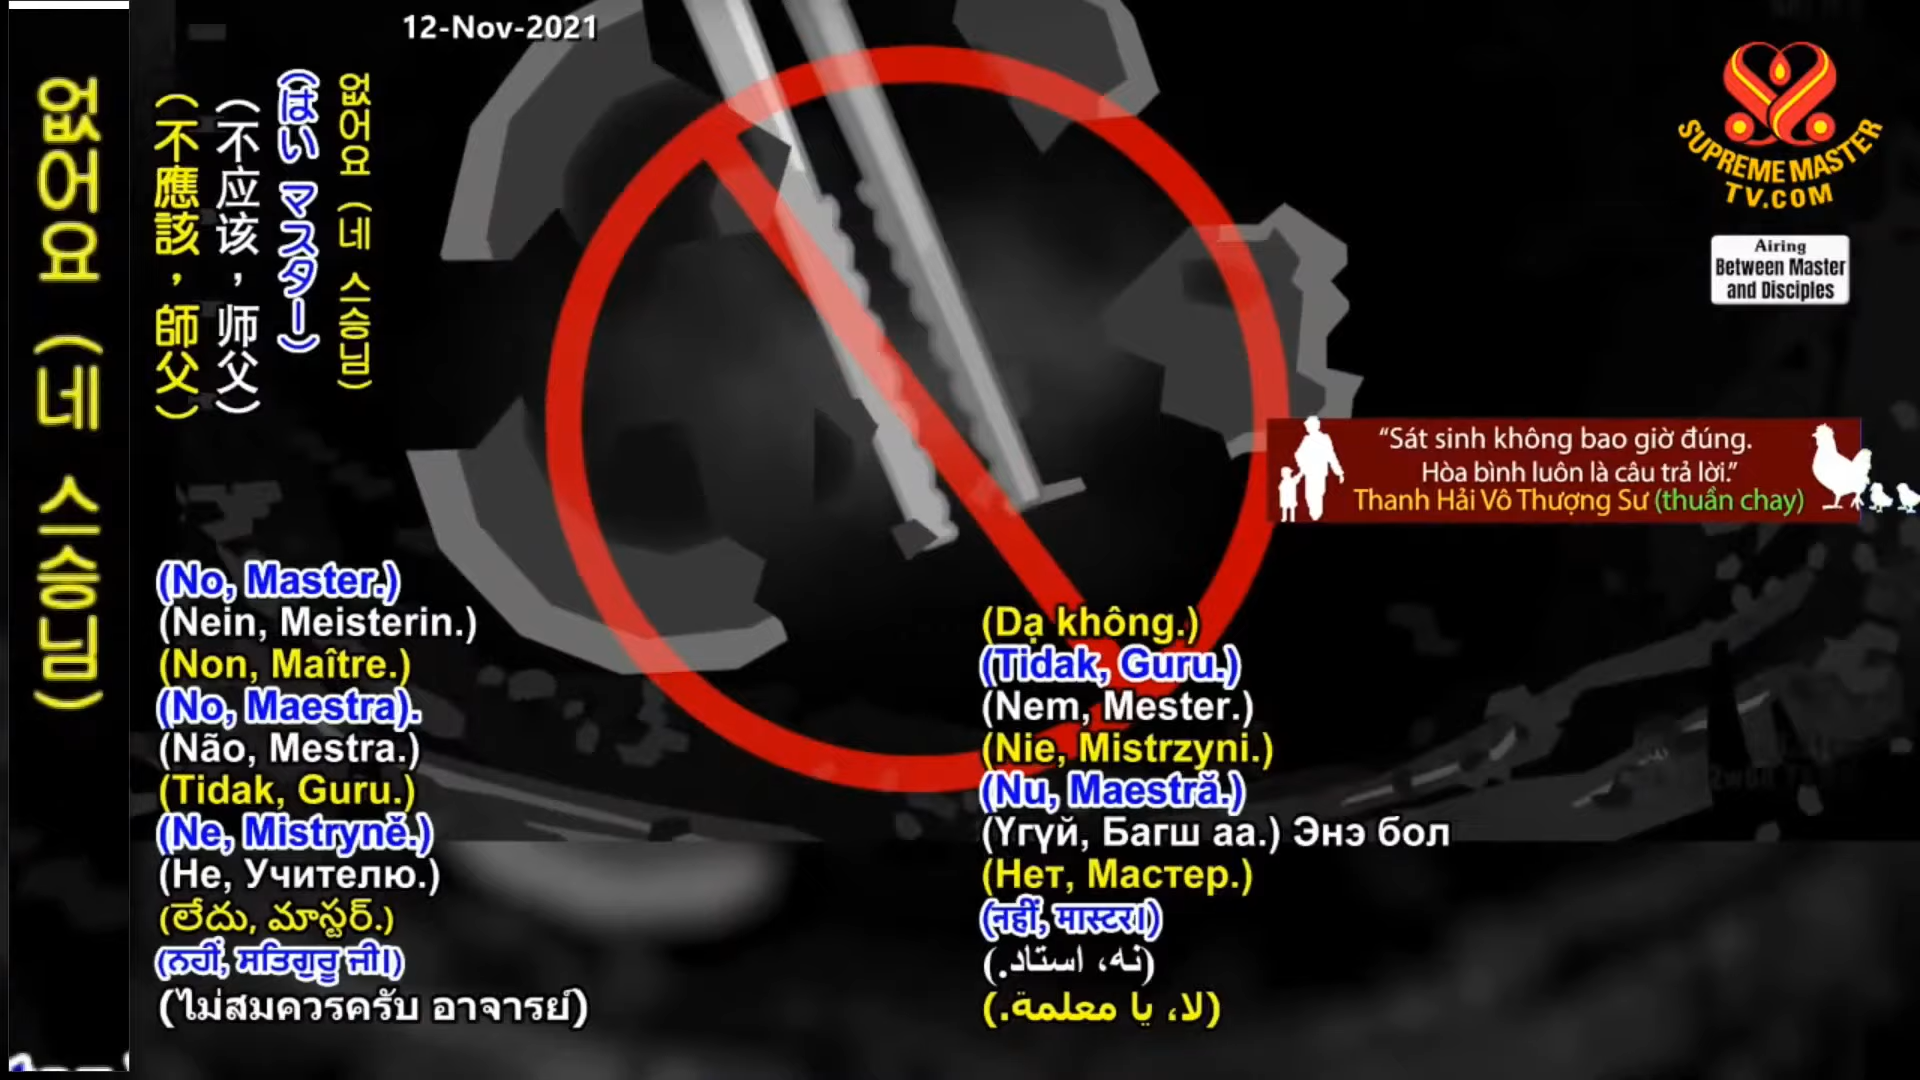 12-Nov-2021
없어요 (네 스승님)
없어요 (네 스승님)
(はい マスター)
(不应该，师父)
(不應該，師父)
SUPREME MASTER
TV.COM
Airing
Between Master
and Disciples
“Sát sinh không bao giờ đúng.
Hòa bình luôn là câu trả lời.”
Thanh Hải Vô Thượng Sư (thuần chay)
(No, Master.)
(Nein, Meisterin.)
(Non, Maître.)
(No, Maestra).
(Não, Mestra.)
(Tidak, Guru.)
(Ne, Mistryně.)
(Не, Учителю.)
(లేదు, మాస్టర్.)
(ਨਹੀਂ, ਸਤਿਗੁਰੂ ਜੀ।)
(ไม่สมควรครับ อาจารย์)
(Dạ không.)
(Tidak, Guru.)
(Nem, Mester.)
(Nie, Mistrzyni.)
(Nu, Maestră.)
(Үгүй, Багш аа.) Энэ бол
(Нет, Мастер.)
(नहीं, मास्टर।)
(نه، استاد.)
(لا، يا معلمة.)